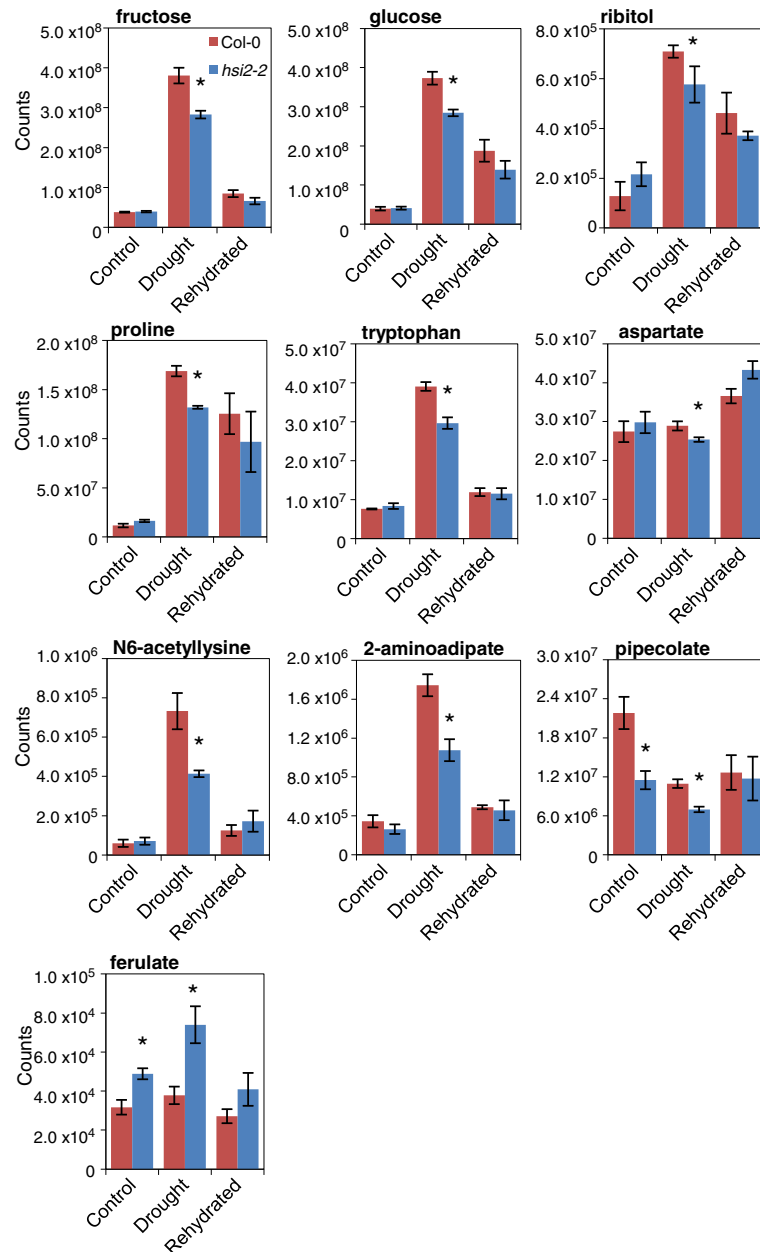 fructose
5.0 x10⁸
4.0 x10⁸
3.0 x10⁸
2.0 x10⁸
1.0 x10⁸
0
Counts
Col-0
hsi2-2
*
Control
Drought
Rehydrated
glucose
5.0 x10⁸
4.0 x10⁸
3.0 x10⁸
2.0 x10⁸
1.0 x10⁸
0
*
Control
Drought
Rehydrated
ribitol
8.0 x10⁵
6.0 x10⁵
4.0 x10⁵
2.0 x10⁵
0
*
Control
Drought
Rehydrated
proline
2.0 x10⁸
1.5 x10⁸
1.0 x10⁸
5.0 x10⁷
0
Counts
*
Control
Drought
Rehydrated
tryptophan
5.0 x10⁷
4.0 x10⁷
3.0 x10⁷
2.0 x10⁷
1.0 x10⁷
0
*
Control
Drought
Rehydrated
aspartate
5.0 x10⁷
4.0 x10⁷
3.0 x10⁷
2.0 x10⁷
1.0 x10⁷
0
*
Control
Drought
Rehydrated
N6-acetyllysine
1.0 x10⁶
8.0 x10⁵
6.0 x10⁵
4.0 x10⁵
2.0 x10⁵
0
Counts
*
Control
Drought
Rehydrated
2-aminoadipate
2.0 x10⁶
1.6 x10⁶
1.2 x10⁶
8.0 x10⁵
4.0 x10⁵
0
*
Control
Drought
Rehydrated
pipecolate
3.0 x10⁷
2.4 x10⁷
1.8 x10⁷
1.2 x10⁷
6.0 x10⁶
0
*
*
Control
Drought
Rehydrated
ferulate
1.0 x10⁵
8.0 x10⁴
6.0 x10⁴
4.0 x10⁴
2.0 x10⁴
0
Counts
*
*
Control
Drought
Rehydrated